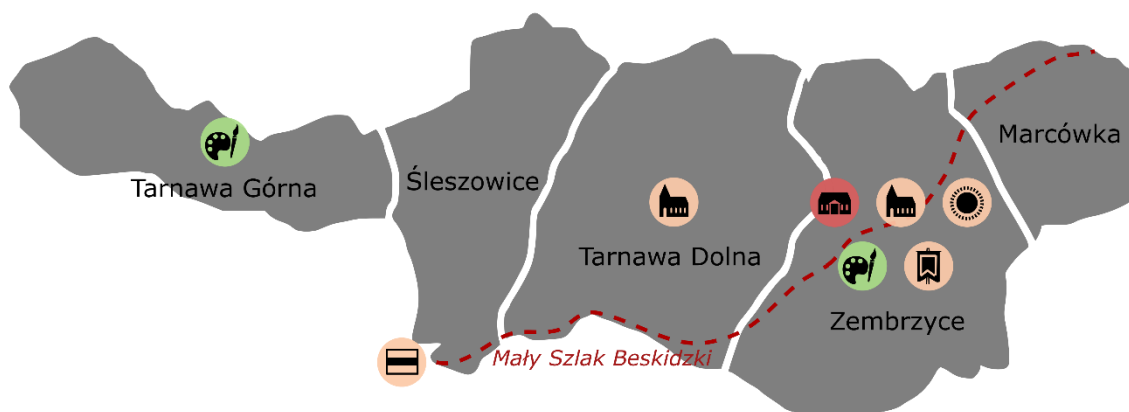 Tarnawa Górna
Śleszowice
Tarnawa Dolna
Marcówka
Zembrzyce
Mały Szlak Beskidzki